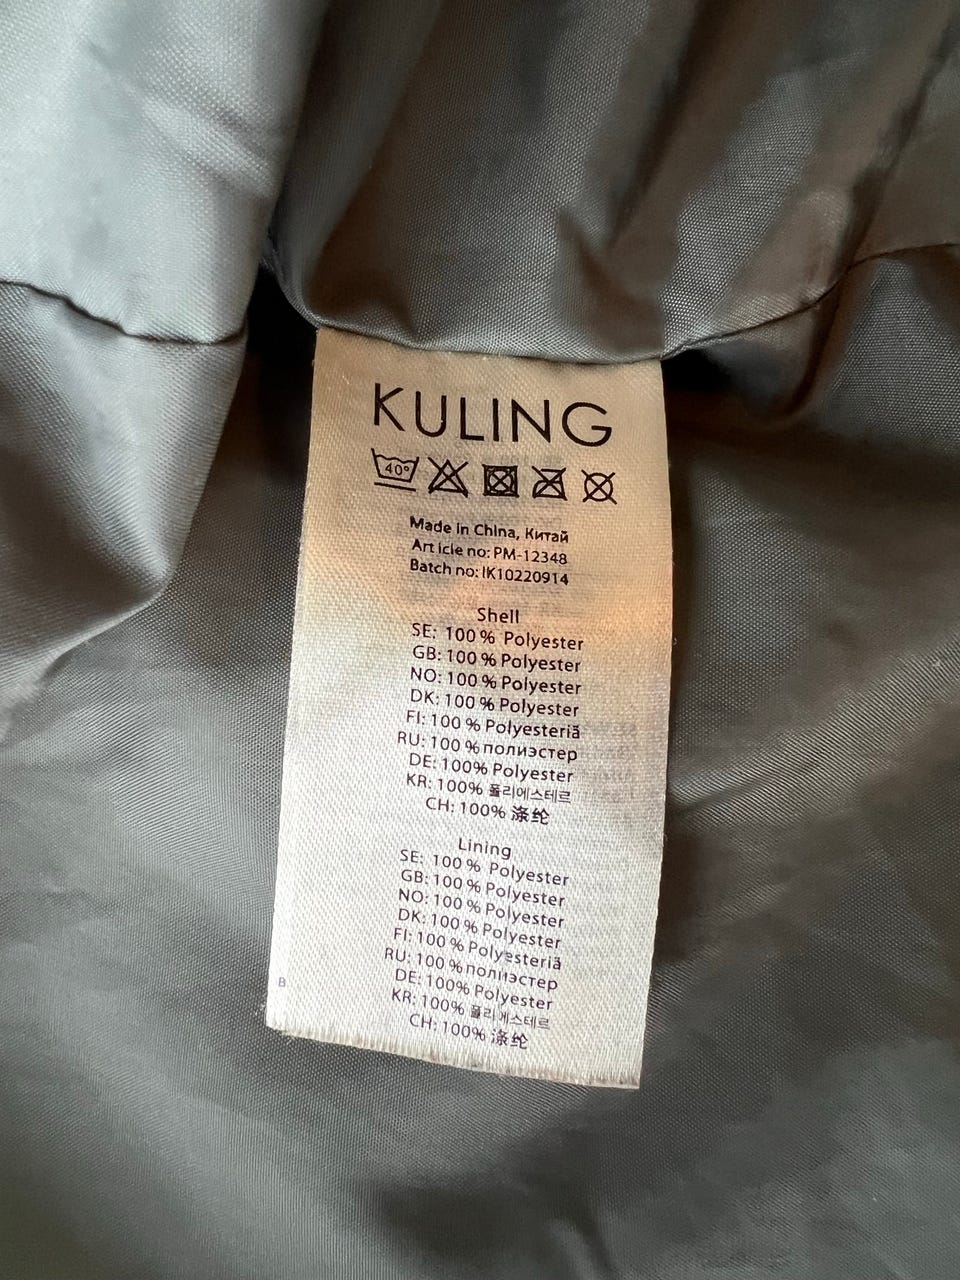 KULING
40°
Made in China, Китай
Article no: PM-12348
Batch no: IK10220914
Shell
SE: 100 % Polyester
GB: 100 % Polyester
NO: 100 % Polyester
DK: 100 % Polyester
FI: 100 % Polyesteriä
RU: 100 % полиэстер
DE: 100% Polyester
KR: 100% 폴리에스테르
CH: 100% 涤纶
Lining
SE: 100 % Polyester
GB: 100 % Polyester
NO: 100 % Polyester
DK: 100 % Polyester
FI: 100 % Polyesteriä
RU: 100 % полиэстер
DE: 100% Polyester
KR: 100% 폴리에스테르
CH: 100% 涤纶
B